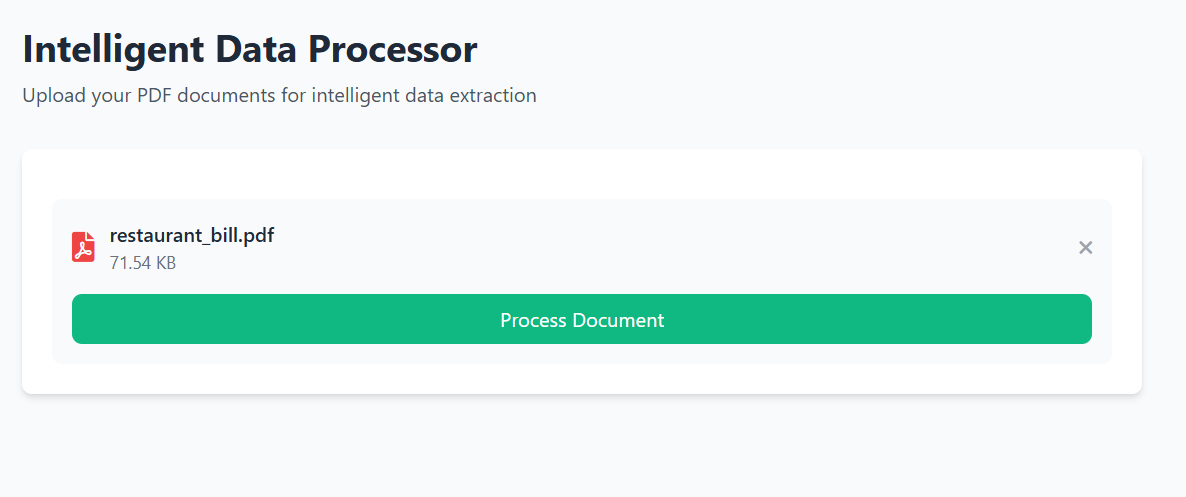 Intelligent Data Processor
Upload your PDF documents for intelligent data extraction
restaurant_bill.pdf
71.54 KB
Process Document